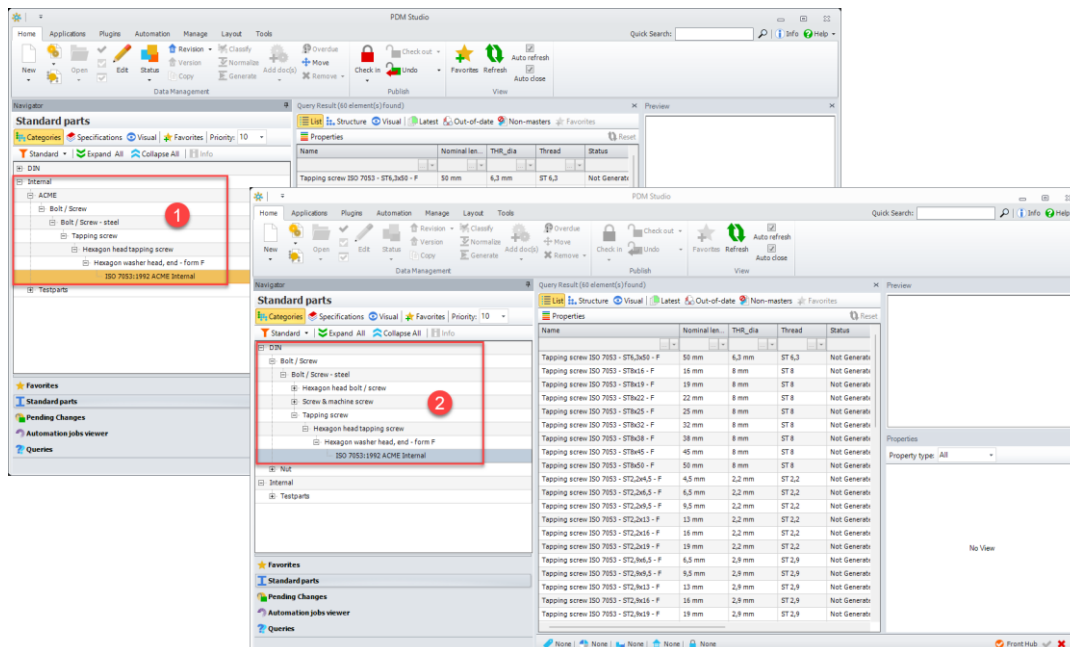 PDM Studio
Home Applications Plugins Automation Manage Layout Tools Quick Search: Info Help
New Open Edit Status Revision Version Copy Classify Normalize Generate Add doc(s) Overdue Move Remove Check in Check out Undo Favorites Refresh Auto refresh Auto close
Data Management Publish View
Navigator
Query Result (60 element(s) found)
Preview
Standard parts
List Structure Visual Latest Out-of-date Non-masters Favorites
Categories Specifications Visual Favorites Priority: 10
Properties Reset
Standard Expand All Collapse All Info
Name Nominal len... THR_dia Thread Status
DIN
Tapping screw ISO 7053 - ST6,3x50 - F 50 mm 6,3 mm ST 6,3 Not Generate
Internal
ACME
Bolt / Screw
Bolt / Screw - steel
Tapping screw
Hexagon head tapping screw
Hexagon washer head, end - form F
ISO 7053:1992 ACME Internal
Testparts
1
Favorites
Standard parts
Pending Changes
Automation jobs viewer
Queries
PDM Studio
Home Applications Plugins Automation Manage Layout Tools Quick Search: Info Help
New Open Edit Status Revision Version Copy Classify Normalize Generate Add doc(s) Overdue Move Remove Check in Check out Undo Favorites Refresh Auto refresh Auto close
Data Management Publish View
Navigator
Query Result (60 element(s) found)
Preview
Standard parts
List Structure Visual Latest Out-of-date Non-masters Favorites
Categories Specifications Visual Favorites Priority: 10
Properties Reset
Standard Expand All Collapse All Info
DIN
Bolt / Screw
Bolt / Screw - steel
Hexagon head bolt / screw
Screw & machine screw
Tapping screw
Hexagon head tapping screw
Hexagon washer head, end - form F
ISO 7053:1992 ACME Internal
Nut
Internal
Testparts
2
Favorites
Standard parts
Pending Changes
Automation jobs viewer
Queries
Name Nominal len... THR_dia Thread Status
Tapping screw ISO 7053 - ST6,3x50 - F 50 mm 6,3 mm ST 6,3 Not Generate
Tapping screw ISO 7053 - ST8x16 - F 16 mm 8 mm ST 8 Not Generate
Tapping screw ISO 7053 - ST8x19 - F 19 mm 8 mm ST 8 Not Generate
Tapping screw ISO 7053 - ST8x22 - F 22 mm 8 mm ST 8 Not Generate
Tapping screw ISO 7053 - ST8x25 - F 25 mm 8 mm ST 8 Not Generate
Tapping screw ISO 7053 - ST8x32 - F 32 mm 8 mm ST 8 Not Generate
Tapping screw ISO 7053 - ST8x38 - F 38 mm 8 mm ST 8 Not Generate
Tapping screw ISO 7053 - ST8x45 - F 45 mm 8 mm ST 8 Not Generate
Tapping screw ISO 7053 - ST8x50 - F 50 mm 8 mm ST 8 Not Generate
Tapping screw ISO 7053 - ST2,2x4,5 - F 4,5 mm 2,2 mm ST 2,2 Not Generate
Tapping screw ISO 7053 - ST2,2x6,5 - F 6,5 mm 2,2 mm ST 2,2 Not Generate
Tapping screw ISO 7053 - ST2,2x9,5 - F 9,5 mm 2,2 mm ST 2,2 Not Generate
Tapping screw ISO 7053 - ST2,2x13 - F 13 mm 2,2 mm ST 2,2 Not Generate
Tapping screw ISO 7053 - ST2,2x16 - F 16 mm 2,2 mm ST 2,2 Not Generate
Tapping screw ISO 7053 - ST2,2x19 - F 19 mm 2,2 mm ST 2,2 Not Generate
Tapping screw ISO 7053 - ST2,9x6,5 - F 6,5 mm 2,9 mm ST 2,9 Not Generate
Tapping screw ISO 7053 - ST2,9x9,5 - F 9,5 mm 2,9 mm ST 2,9 Not Generate
Tapping screw ISO 7053 - ST2,9x13 - F 13 mm 2,9 mm ST 2,9 Not Generate
Tapping screw ISO 7053 - ST2,9x16 - F 16 mm 2,9 mm ST 2,9 Not Generate
Tapping screw ISO 7053 - ST2,9x19 - F 19 mm 2,9 mm ST 2,9 Not Generate
Properties
Property type: All
No View
None None None None None Front Hub